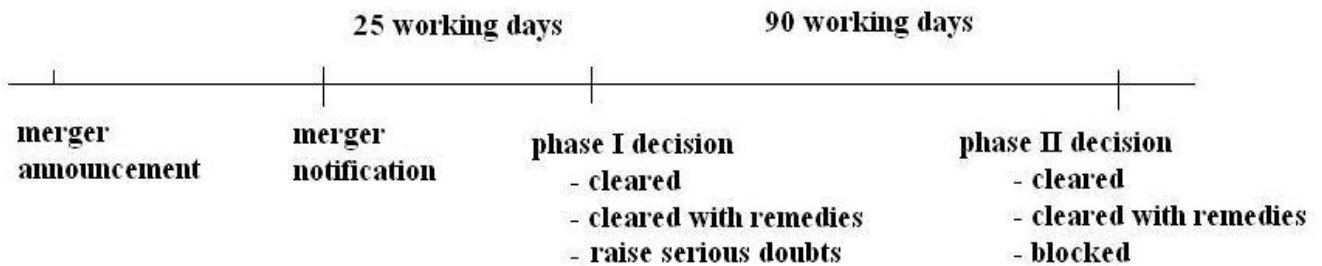 25 working days
90 working days
merger
announcement
merger
notification
phase I decision
- cleared
- cleared with remedies
- raise serious doubts
phase II decision
- cleared
- cleared with remedies
- blocked